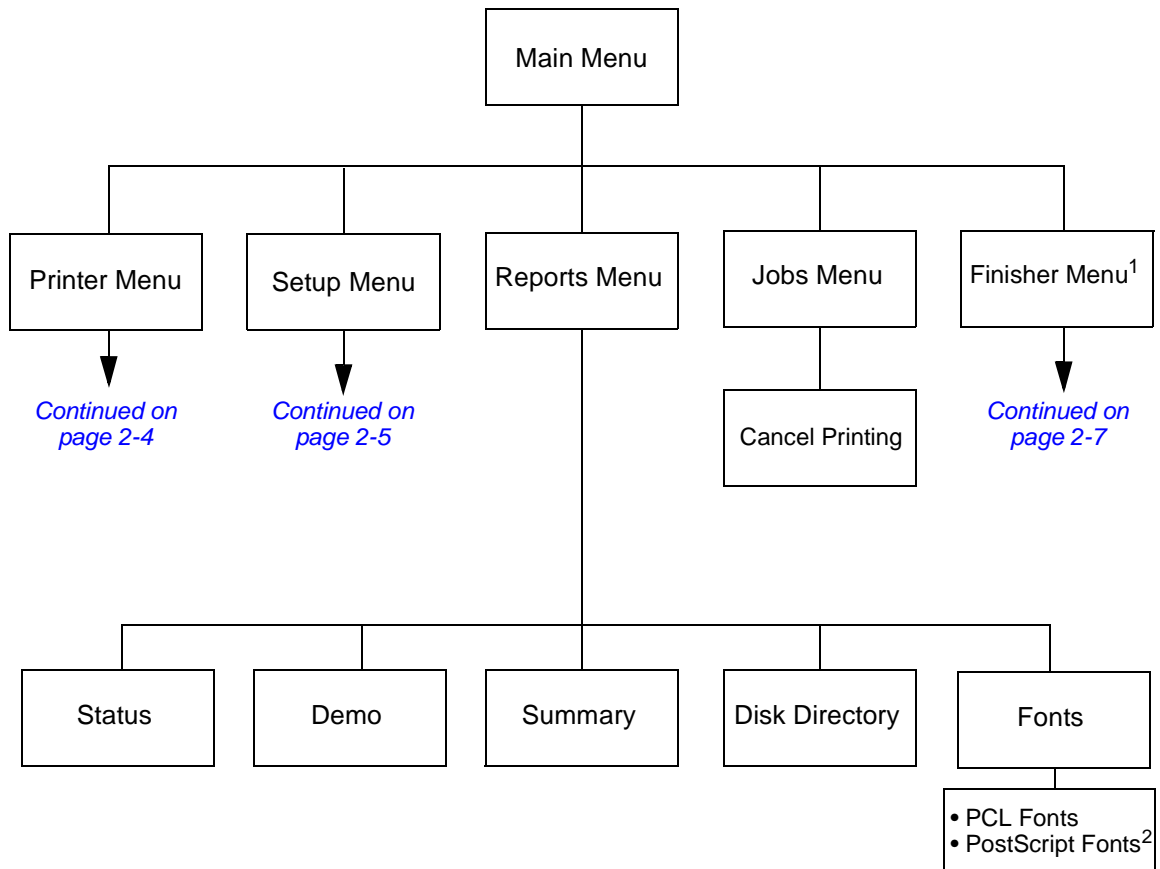 Main Menu
Printer Menu
Setup Menu
Reports Menu
Jobs Menu
Finisher Menu1
Continued on
page 2-4
Continued on
page 2-5
Cancel Printing
Continued on
page 2-7
Status
Demo
Summary
Disk Directory
Fonts
• PCL Fonts
• PostScript Fonts2